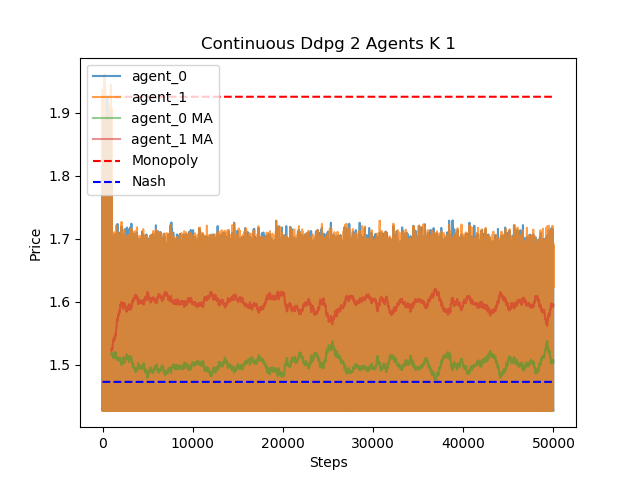 Continuous Ddpg 2 Agents K 1
agent_0
agent_1
agent_0 MA
agent_1 MA
Monopoly
Nash
Price
1.9
1.8
1.7
1.6
1.5
0
10000
20000
30000
40000
50000
Steps